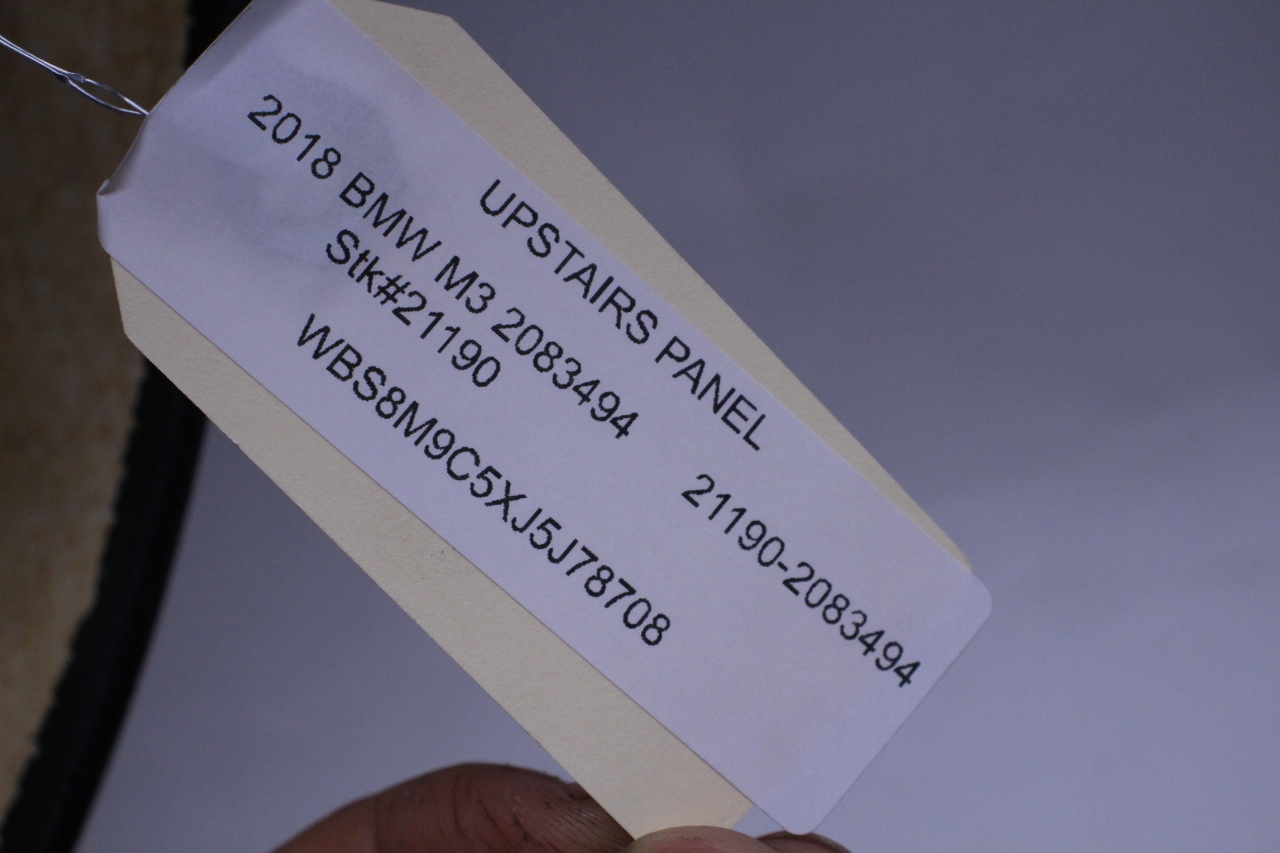 UPSTAIRS PANEL
2018 BMW M3 2083494
Stk#21190
21190-2083494
WBS8M9C5XJ5J78708